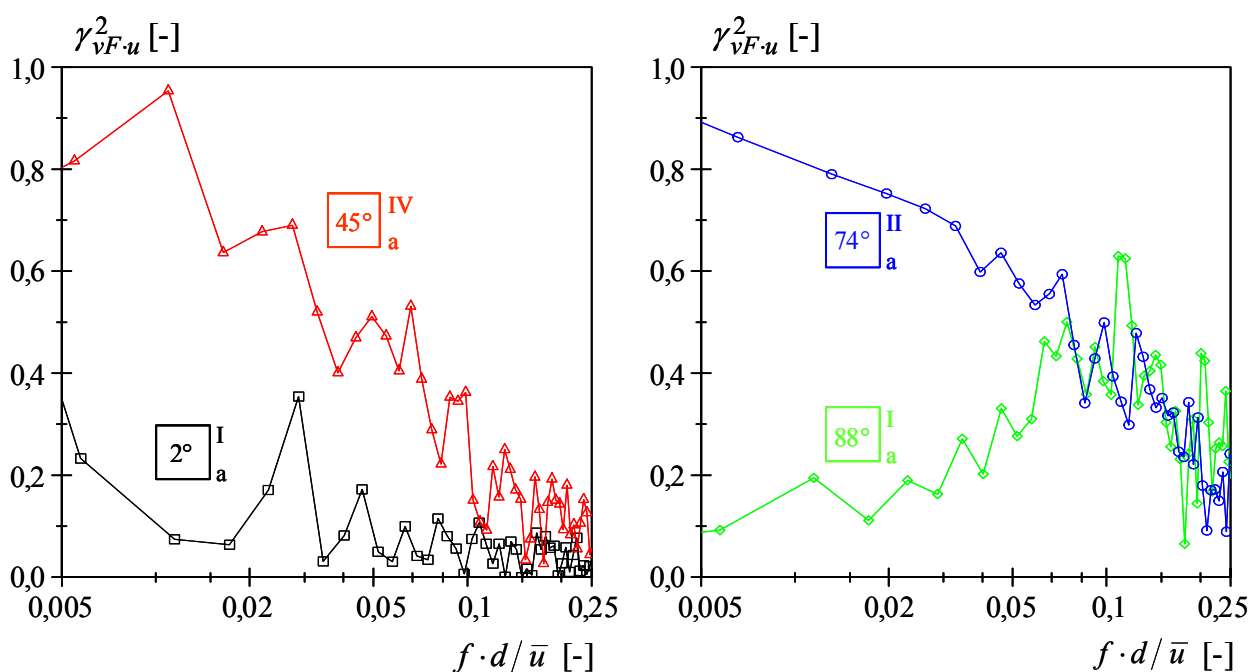 γ²vF·u [-]
1,0
0,8
0,6
0,4
0,2
0,0
0,005
0,02
0,05
0,1
0,25
f · d / u̅ [-]
45° IV a
2° I a
γ²vF·u [-]
1,0
0,8
0,6
0,4
0,2
0,0
0,005
0,02
0,05
0,1
0,25
f · d / u̅ [-]
74° II a
88° I a